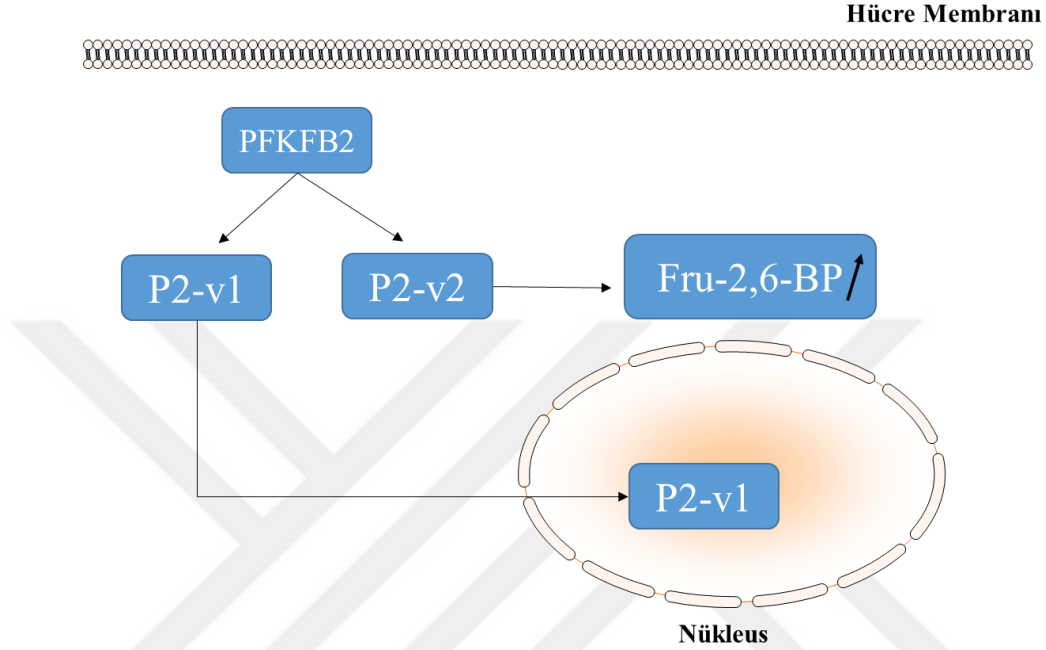 Hücre Membranı
PFKFB2
P2-v1
P2-v2
Fru-2,6-BP
P2-v1
Nükleus